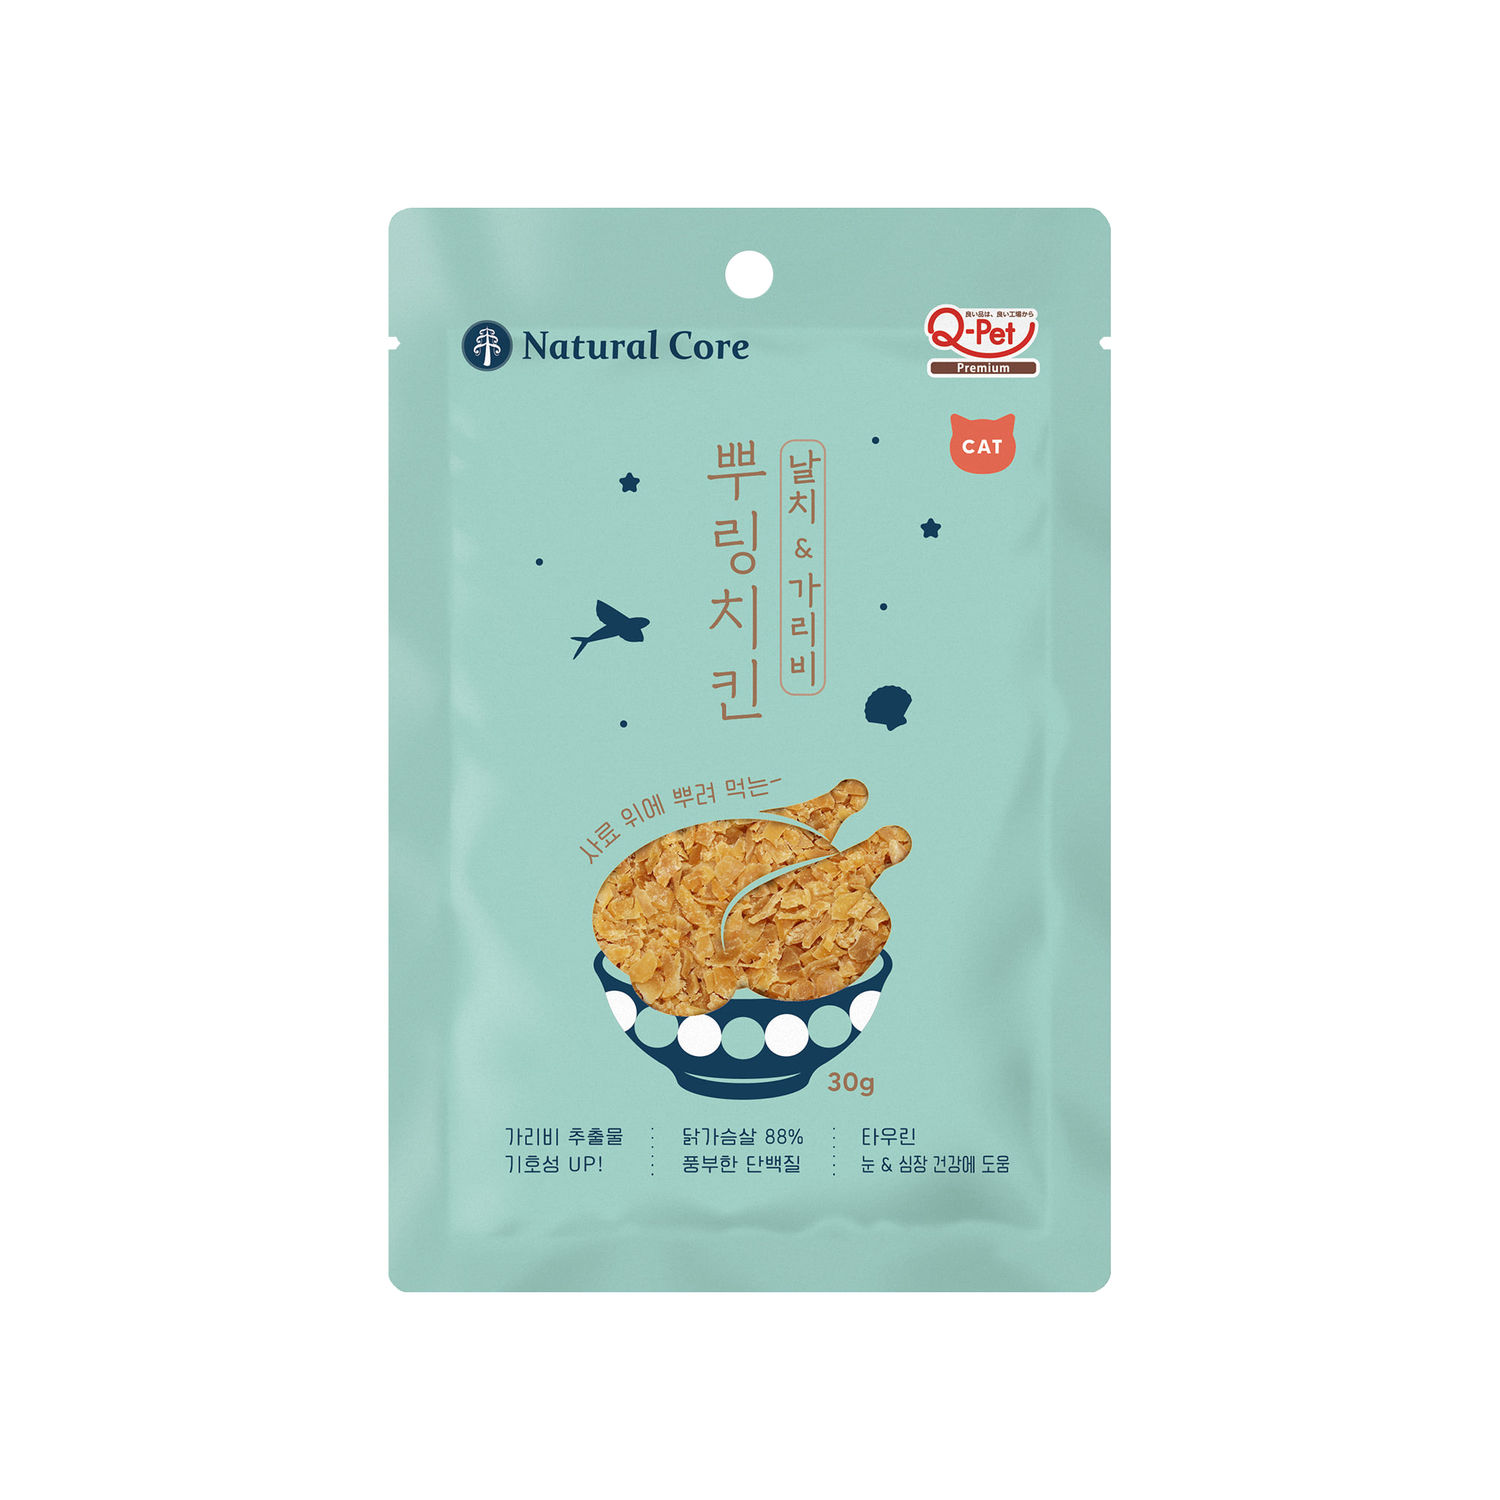 Natural Core
良い品は、良い工場から
Q-Pet
Premium
CAT
날치 & 가리비
뿌링치킨
사료 위에 뿌려 먹는~
30g
가리비 추출물
기호성 UP!
닭가슴살 88%
풍부한 단백질
타우린
눈 & 심장 건강에 도움